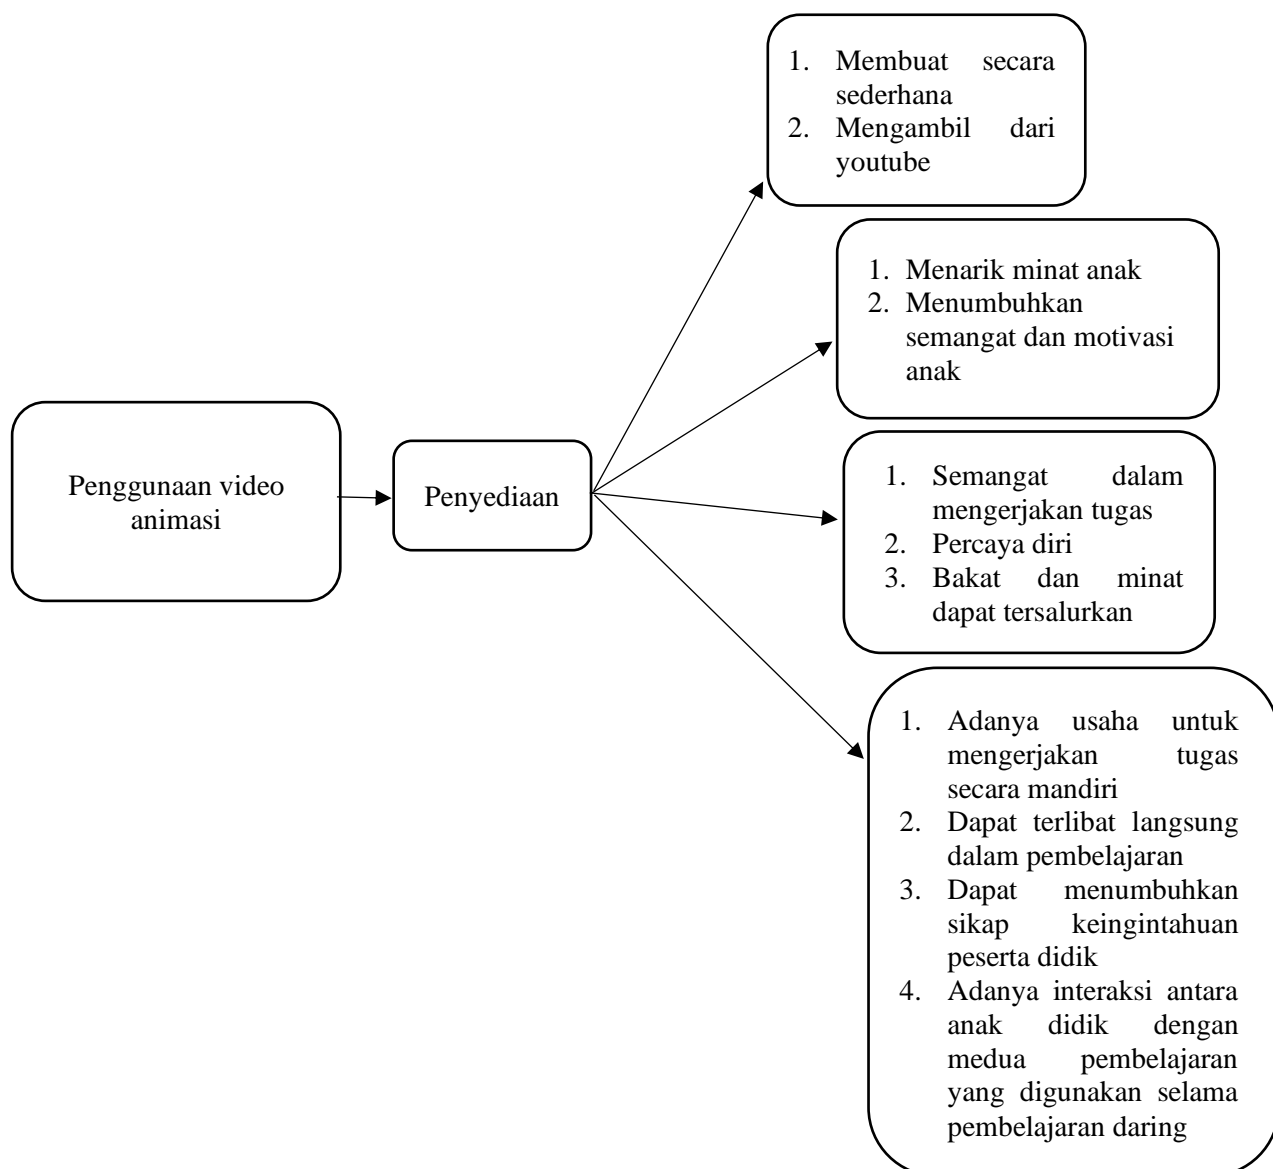 1. Membuat secara
sederhana
2. Mengambil dari
youtube
1. Menarik minat anak
2. Menumbuhkan
semangat dan motivasi
anak
Penggunaan video
animasi
Penyediaan
1. Semangat dalam
mengerjakan tugas
2. Percaya diri
3. Bakat dan minat
dapat tersalurkan
1. Adanya usaha untuk
mengerjakan tugas
secara mandiri
2. Dapat terlibat langsung
dalam pembelajaran
3. Dapat menumbuhkan
sikap keingintahuan
peserta didik
4. Adanya interaksi antara
anak didik dengan
medua pembelajaran
yang digunakan selama
pembelajaran daring